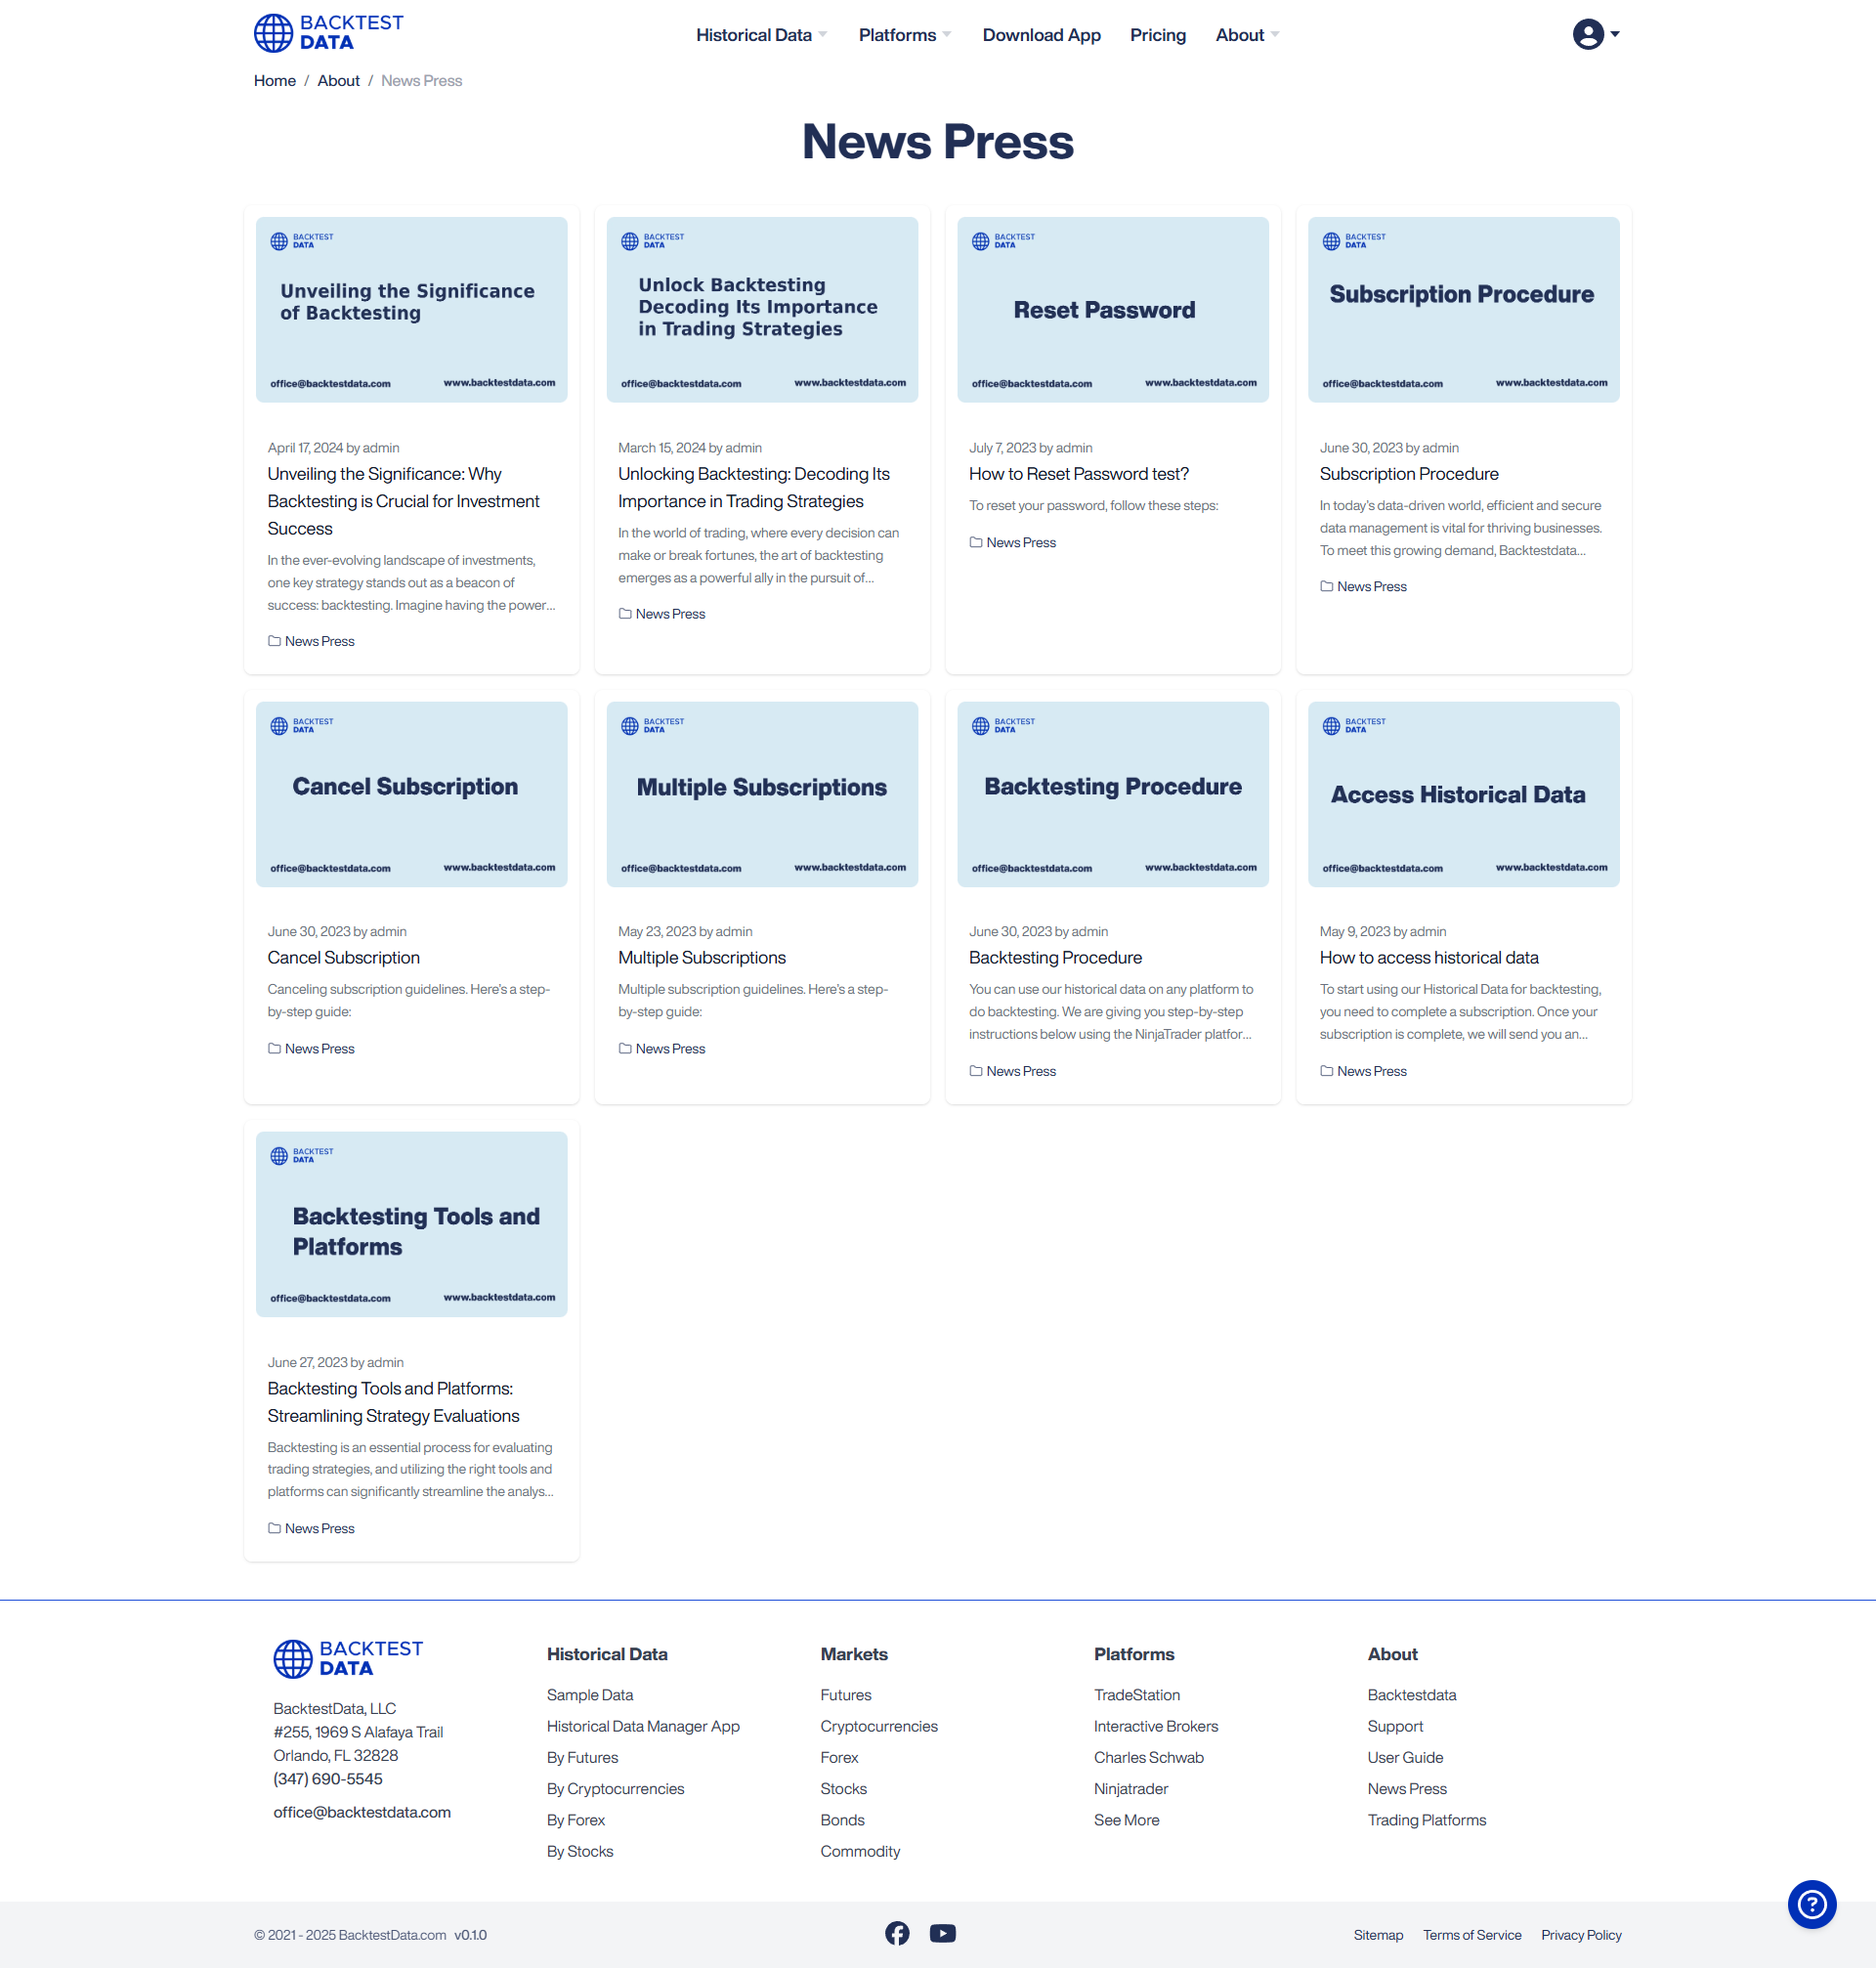 BACKTEST
DATA
Historical Data
Platforms
Download App
Pricing
About
Home / About / News Press
News Press
BACKTEST
DATA
Unveiling the Significance
of Backtesting
office@backtestdata.com
www.backtestdata.com
April 17, 2024 by admin
Unveiling the Significance: Why
Backtesting is Crucial for Investment
Success
In the ever-evolving landscape of investments,
one key strategy stands out as a beacon of
success: backtesting. Imagine having the power...
News Press
BACKTEST
DATA
Unlock Backtesting
Decoding Its Importance
in Trading Strategies
office@backtestdata.com
www.backtestdata.com
March 15, 2024 by admin
Unlocking Backtesting: Decoding Its
Importance in Trading Strategies
In the world of trading, where every decision can
make or break fortunes, the art of backtesting
emerges as a powerful ally in the pursuit of...
News Press
BACKTEST
DATA
Reset Password
office@backtestdata.com
www.backtestdata.com
July 7, 2023 by admin
How to Reset Password test?
To reset your password, follow these steps:
News Press
BACKTEST
DATA
Subscription Procedure
office@backtestdata.com
www.backtestdata.com
June 30, 2023 by admin
Subscription Procedure
In today's data-driven world, efficient and secure
data management is vital for thriving businesses.
To meet this growing demand, Backtestdata...
News Press
BACKTEST
DATA
Cancel Subscription
office@backtestdata.com
www.backtestdata.com
June 30, 2023 by admin
Cancel Subscription
Canceling subscription guidelines. Here's a step-
by-step guide:
News Press
BACKTEST
DATA
Multiple Subscriptions
office@backtestdata.com
www.backtestdata.com
May 23, 2023 by admin
Multiple Subscriptions
Multiple subscription guidelines. Here's a step-
by-step guide:
News Press
BACKTEST
DATA
Backtesting Procedure
office@backtestdata.com
www.backtestdata.com
June 30, 2023 by admin
Backtesting Procedure
You can use our historical data on any platform to
do backtesting. We are giving you step-by-step
instructions below using the NinjaTrader platfor...
News Press
BACKTEST
DATA
Access Historical Data
office@backtestdata.com
www.backtestdata.com
May 9, 2023 by admin
How to access historical data
To start using our Historical Data for backtesting,
you need to complete a subscription. Once your
subscription is complete, we will send you an...
News Press
BACKTEST
DATA
Backtesting Tools and
Platforms
office@backtestdata.com
www.backtestdata.com
June 27, 2023 by admin
Backtesting Tools and Platforms:
Streamlining Strategy Evaluations
Backtesting is an essential process for evaluating
trading strategies, and utilizing the right tools and
platforms can significantly streamline the analys...
News Press
BACKTEST
DATA
BacktestData, LLC
#255, 1969 S Alafaya Trail
Orlando, FL 32828
(347) 690-5545
office@backtestdata.com
Historical Data
Sample Data
Historical Data Manager App
By Futures
By Cryptocurrencies
By Forex
By Stocks
Markets
Futures
Cryptocurrencies
Forex
Stocks
Bonds
Commodity
Platforms
TradeStation
Interactive Brokers
Charles Schwab
Ninjatrader
See More
About
Backtestdata
Support
User Guide
News Press
Trading Platforms
© 2021 - 2025 BacktestData.com v0.1.0
Sitemap
Terms of Service
Privacy Policy